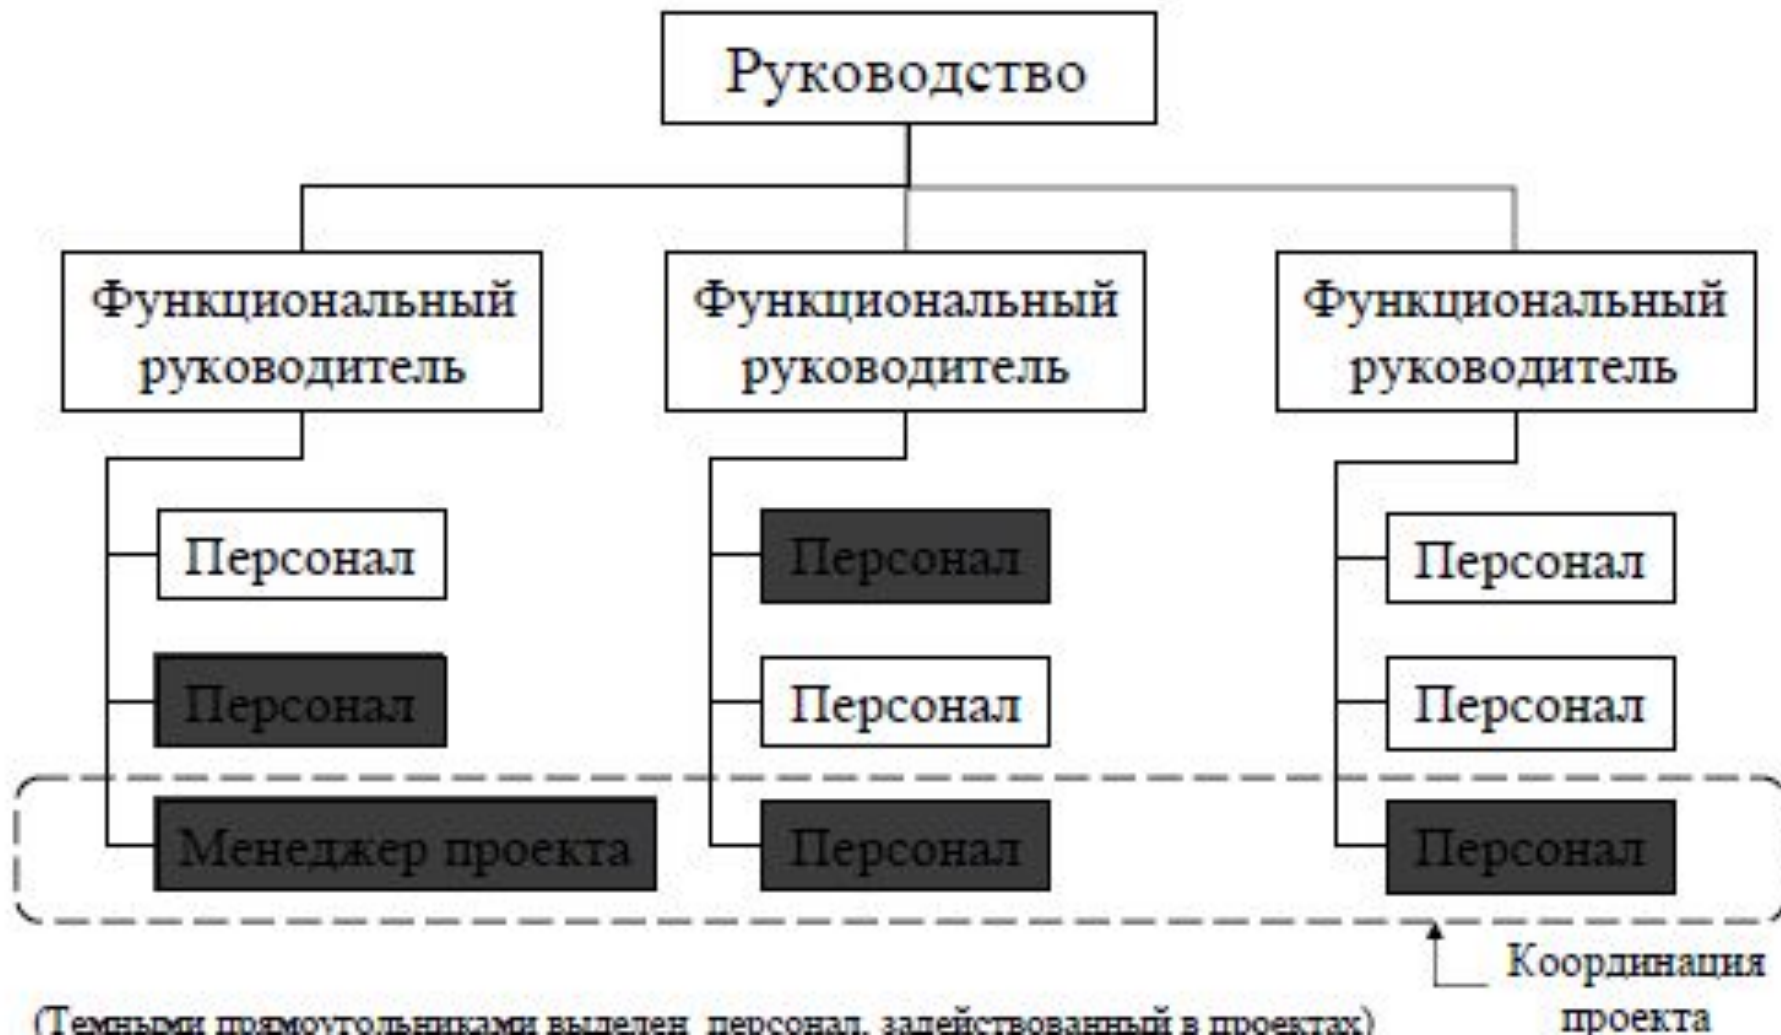 Руководство
Функциональный
руководитель
Функциональный
руководитель
Функциональный
руководитель
Персонал
Персонал
Менеджер проекта
Персонал
Персонал
Персонал
Персонал
Персонал
Персонал
Координация
проекта
(Темными прямоугольниками выделен персонал, задействованный в проектах)